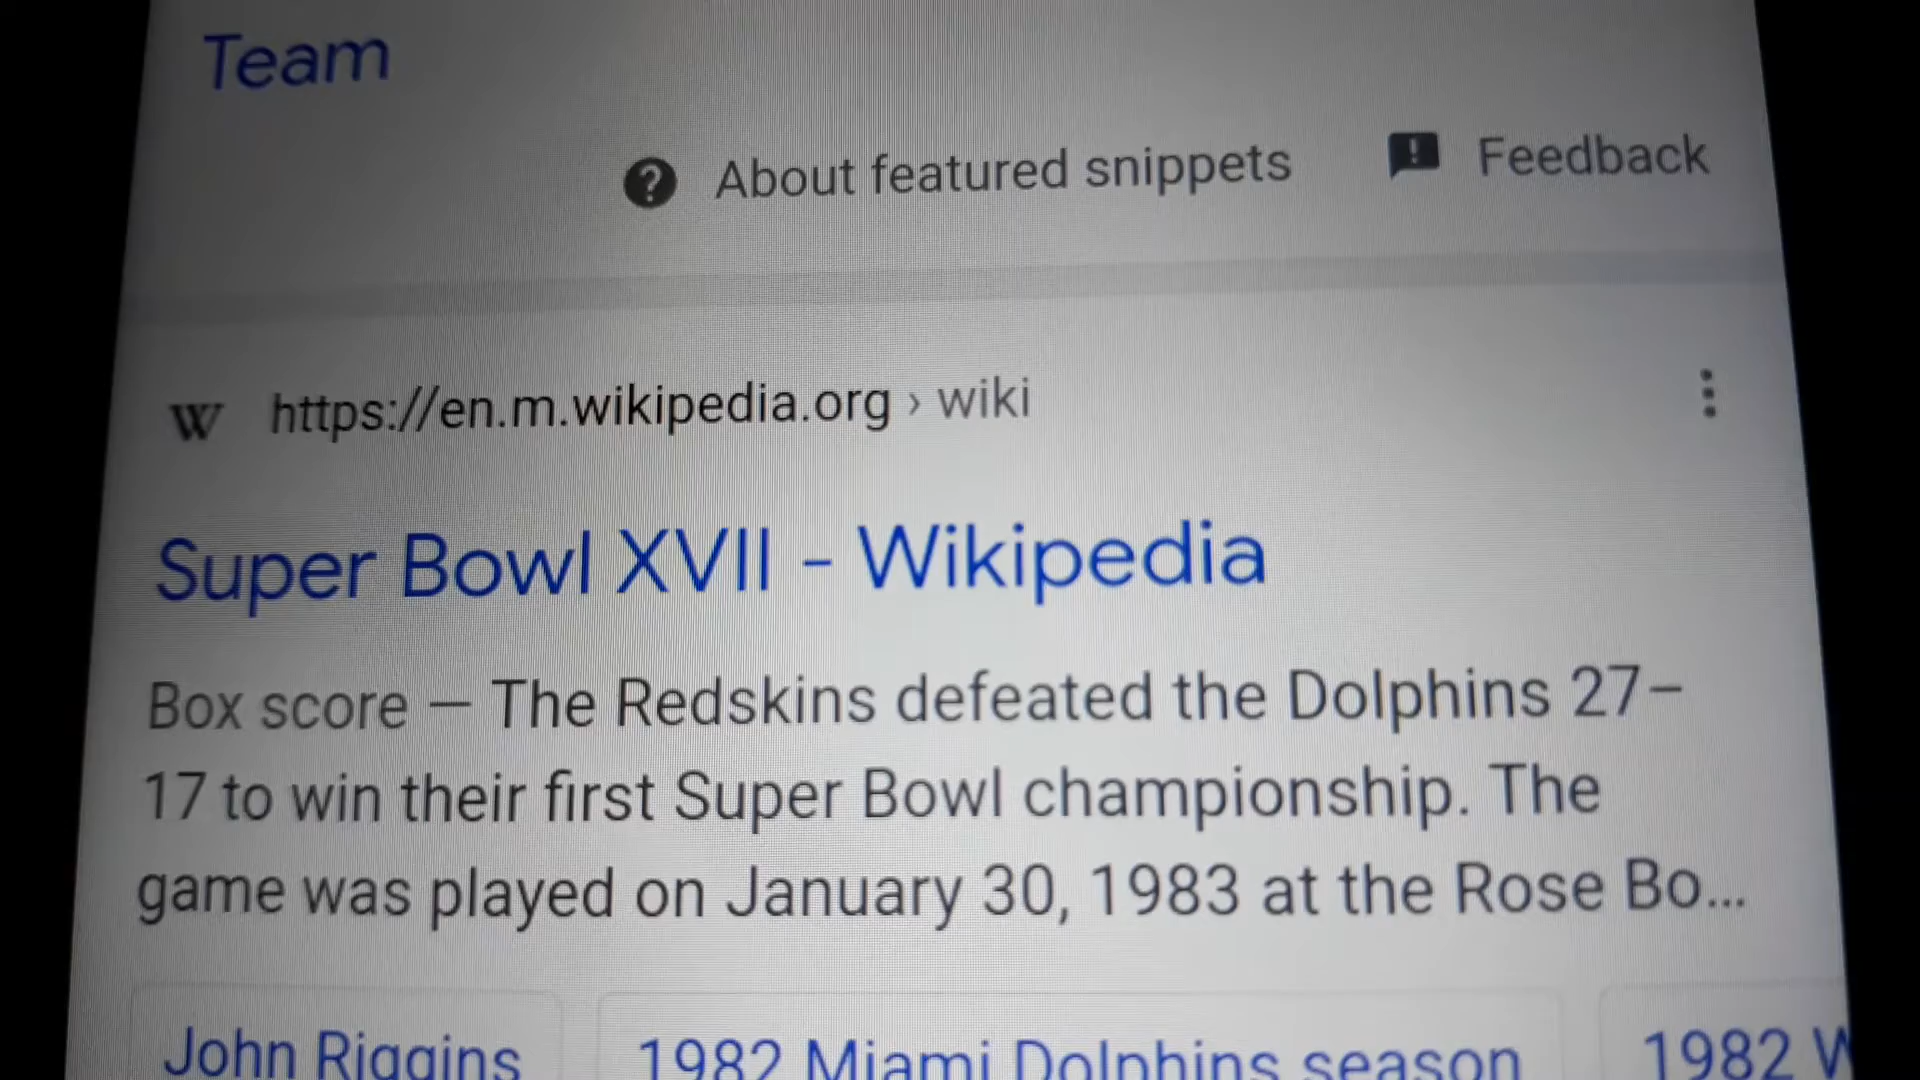 Team
About featured snippets Feedback
W https://en.m.wikipedia.org › wiki
Super Bowl XVII - Wikipedia
Box score — The Redskins defeated the Dolphins 27–
17 to win their first Super Bowl championship. The
game was played on January 30, 1983 at the Rose Bo...
John Riggins 1982 Miami Dolphins season 1982 W